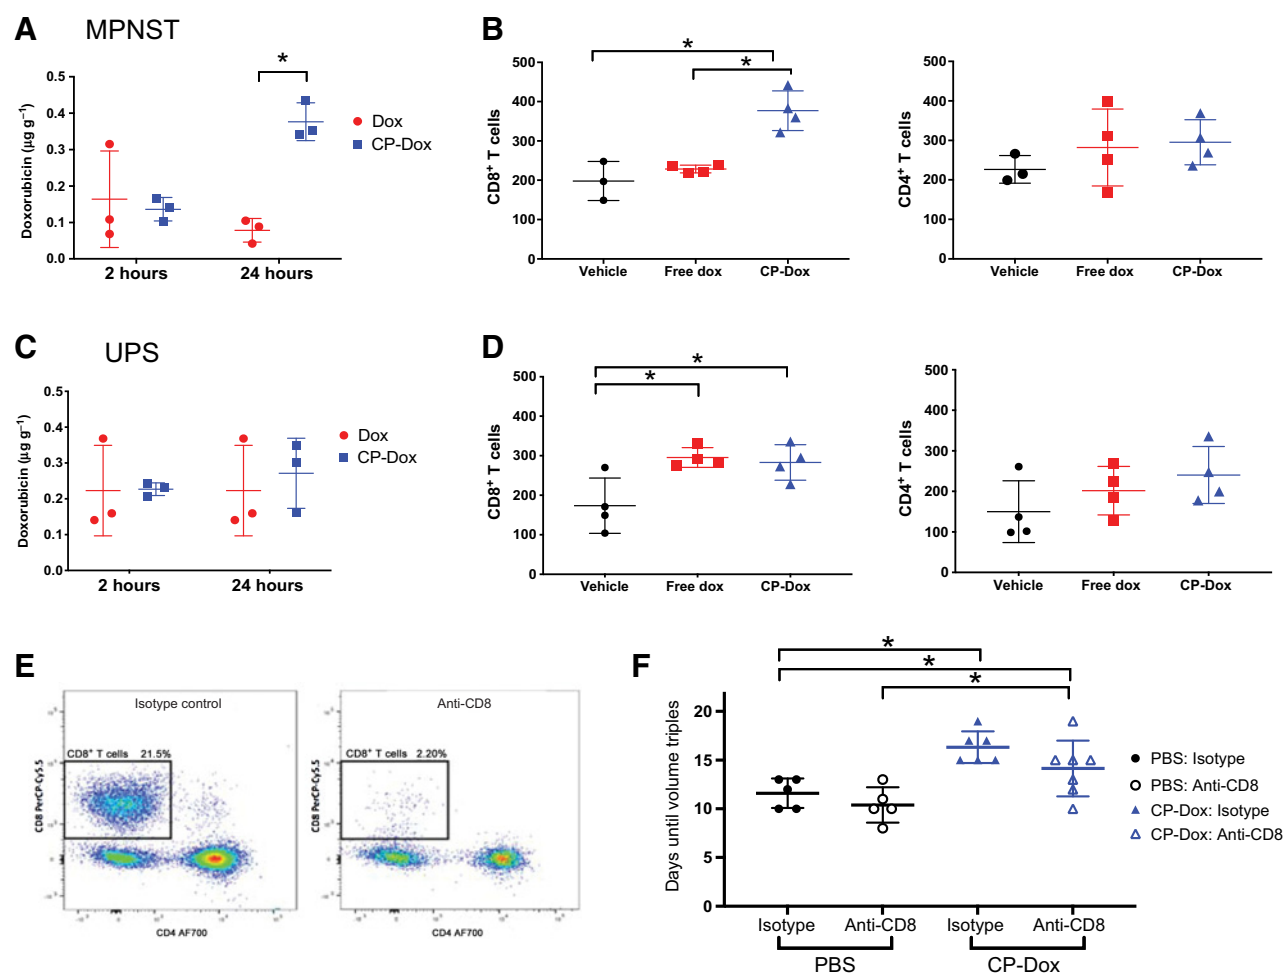 A MPNST
Doxorubicin (µg g⁻¹)
0.5
0.4
0.3
0.2
0.1
0.0
2 hours
24 hours
*
Dox
CP-Dox
B
CD8⁺ T cells
500
400
300
200
100
0
Vehicle
Free dox
CP-Dox
*
*
CD4⁺ T cells
500
400
300
200
100
0
Vehicle
Free dox
CP-Dox
C UPS
Doxorubicin (µg g⁻¹)
0.5
0.4
0.3
0.2
0.1
0.0
2 hours
24 hours
Dox
CP-Dox
D
CD8⁺ T cells
500
400
300
200
100
0
Vehicle
Free dox
CP-Dox
*
*
CD4⁺ T cells
500
400
300
200
100
0
Vehicle
Free dox
CP-Dox
E
Isotype control
CD8⁺ T cells 21.5%
CD8 PerCP-Cy5.5
CD4 AF700
Anti-CD8
CD8⁺ T cells 2.20%
CD8 PerCP-Cy5.5
CD4 AF700
F
*
*
*
Days until volume triples
20
15
10
5
0
Isotype
Anti-CD8
Isotype
Anti-CD8
PBS
CP-Dox
PBS: Isotype
PBS: Anti-CD8
CP-Dox: Isotype
CP-Dox: Anti-CD8